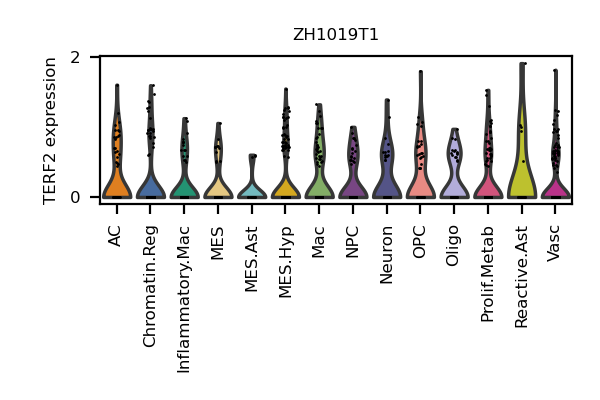 ZH1019T1
TERF2 expression
2
0
AC
Chromatin.Reg
Inflammatory.Mac
MES
MES.Ast
MES.Hyp
Mac
NPC
Neuron
OPC
Oligo
Prolif.Metab
Reactive.Ast
Vasc